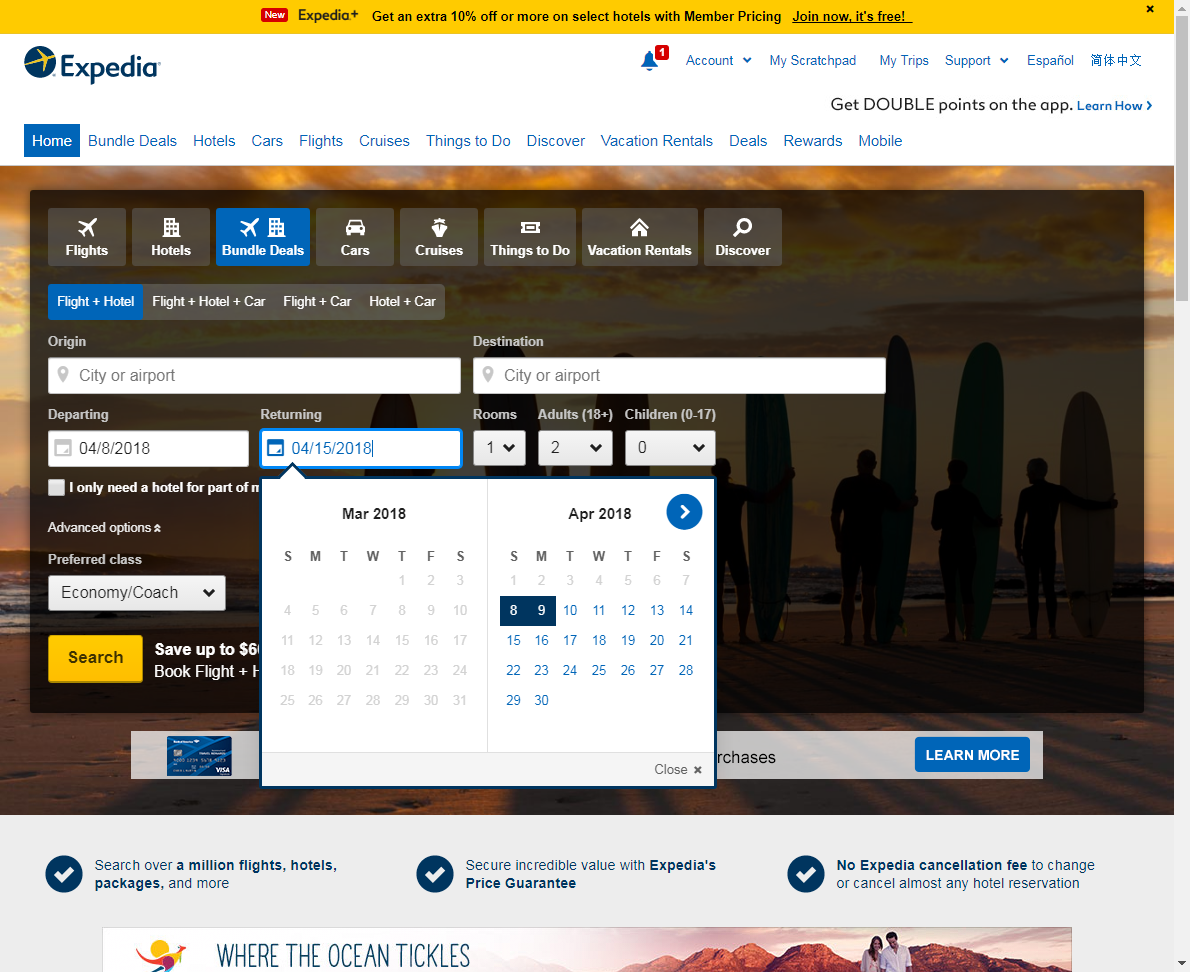 New Expedia+ Get an extra 10% off or more on select hotels with Member Pricing Join now, it's free! ×
Expedia
1 Account My Scratchpad My Trips Support Español 简体中文
Get DOUBLE points on the app. Learn How
Home Bundle Deals Hotels Cars Flights Cruises Things to Do Discover Vacation Rentals Deals Rewards Mobile
Flights Hotels Bundle Deals Cars Cruises Things to Do Vacation Rentals Discover
Flight + Hotel Flight + Hotel + Car Flight + Car Hotel + Car
Origin Destination
City or airport City or airport
Departing Returning Rooms Adults (18+) Children (0-17)
04/8/2018 04/15/2018 1 2 0
I only need a hotel for part of m
Mar 2018 Apr 2018
Advanced options
S M T W T F S S M T W T F S
Preferred class
1 2 3 1 2 3 4 5 6 7
Economy/Coach
4 5 6 7 8 9 10 8 9 10 11 12 13 14
11 12 13 14 15 16 17 15 16 17 18 19 20 21
Search Save up to $6
Book Flight + H
18 19 20 21 22 23 24 22 23 24 25 26 27 28
25 26 27 28 29 30 31 29 30
Close ×
VISA rchases LEARN MORE
Search over a million flights, hotels,
packages, and more
Secure incredible value with Expedia's
Price Guarantee
No Expedia cancellation fee to change
or cancel almost any hotel reservation
WHERE THE OCEAN TICKLES